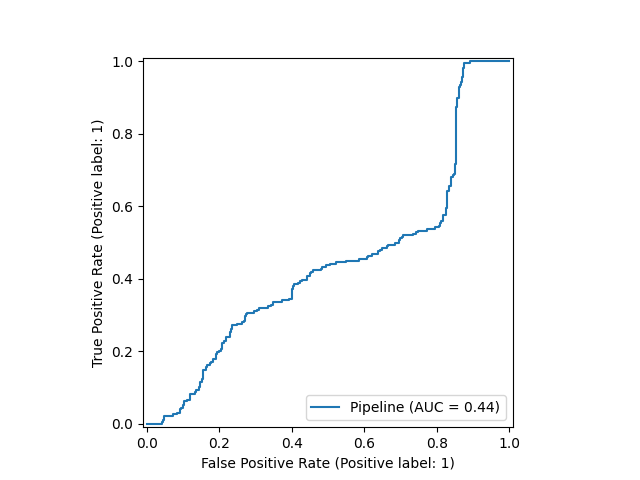 1.0
0.8
0.6
0.4
0.2
0.0
True Positive Rate (Positive label: 1)
Pipeline (AUC = 0.44)
0.0 0.2 0.4 0.6 0.8 1.0
False Positive Rate (Positive label: 1)